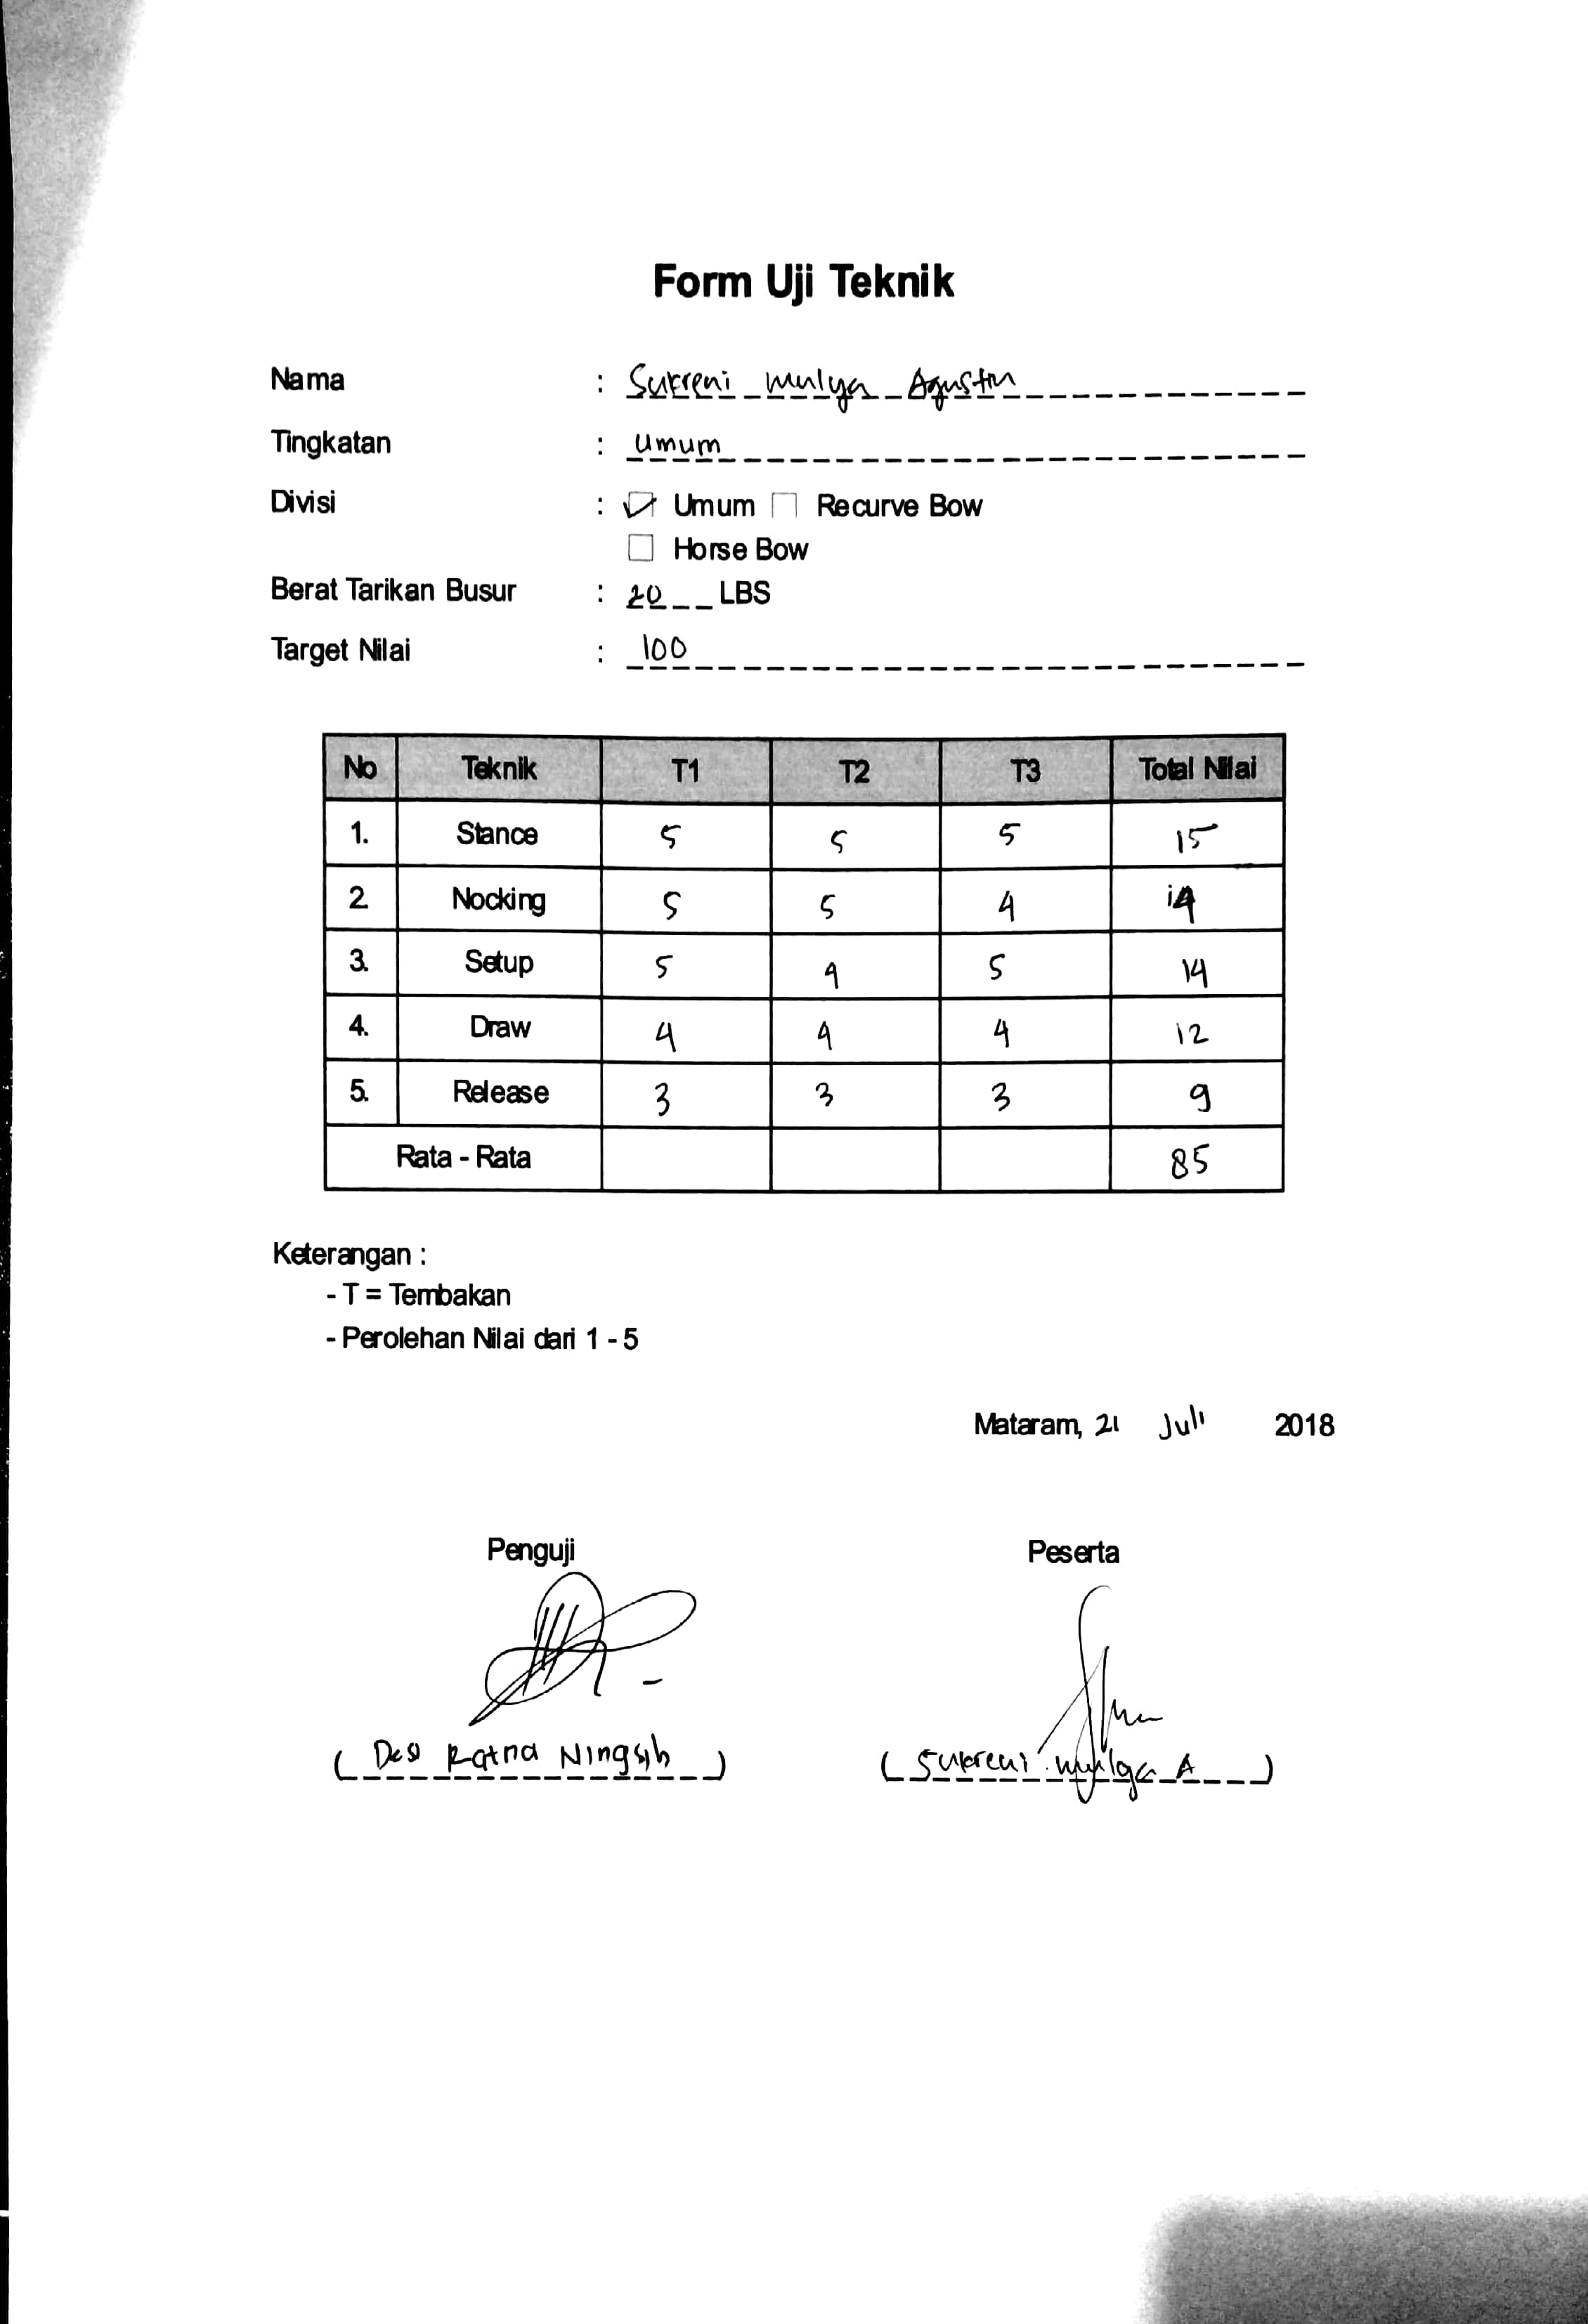 Form Uji Teknik
Nama : Sukreni Mulya Agustin
Tingkatan : Umum
Divisi : Umum Recurve Bow
Horse Bow
Berat Tarikan Busur : 20 LBS
Target Nilai : 100
No Teknik T1 T2 T3 Total Nilai
1. Stance 5 5 5 15
2 Nocking 5 5 4 14
3. Setup 5 4 5 14
4. Draw 4 4 4 12
5. Release 3 3 3 9
Rata - Rata 85
Keterangan :
- T = Tembakan
- Perolehan Nilai dari 1 - 5
Mataram, 21 Juli 2018
Penguji Peserta
( Desi Ratna Ningsih ) ( Sukreni Mulya A )